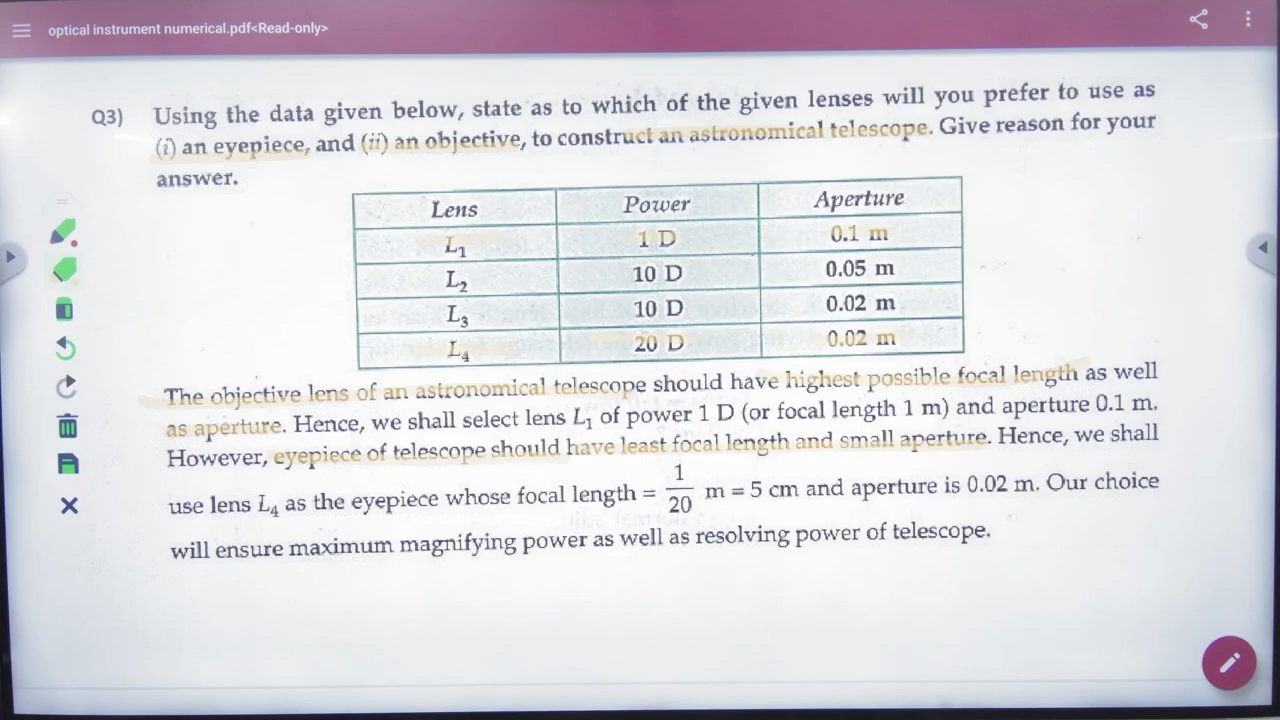 optical instrument numerical.pdf<Read-only>
Q3) Using the data given below, state as to which of the given lenses will you prefer to use as
(i) an eyepiece, and (ii) an objective, to construct an astronomical telescope. Give reason for your
answer.
Lens Power Aperture
L₁ 1 D 0.1 m
L₂ 10 D 0.05 m
L₃ 10 D 0.02 m
L₄ 20 D 0.02 m
The objective lens of an astronomical telescope should have highest possible focal length as well
as aperture. Hence, we shall select lens L₁ of power 1 D (or focal length 1 m) and aperture 0.1 m.
However, eyepiece of telescope should have least focal length and small aperture. Hence, we shall
use lens L₄ as the eyepiece whose focal length = 1/20 m = 5 cm and aperture is 0.02 m. Our choice
will ensure maximum magnifying power as well as resolving power of telescope.